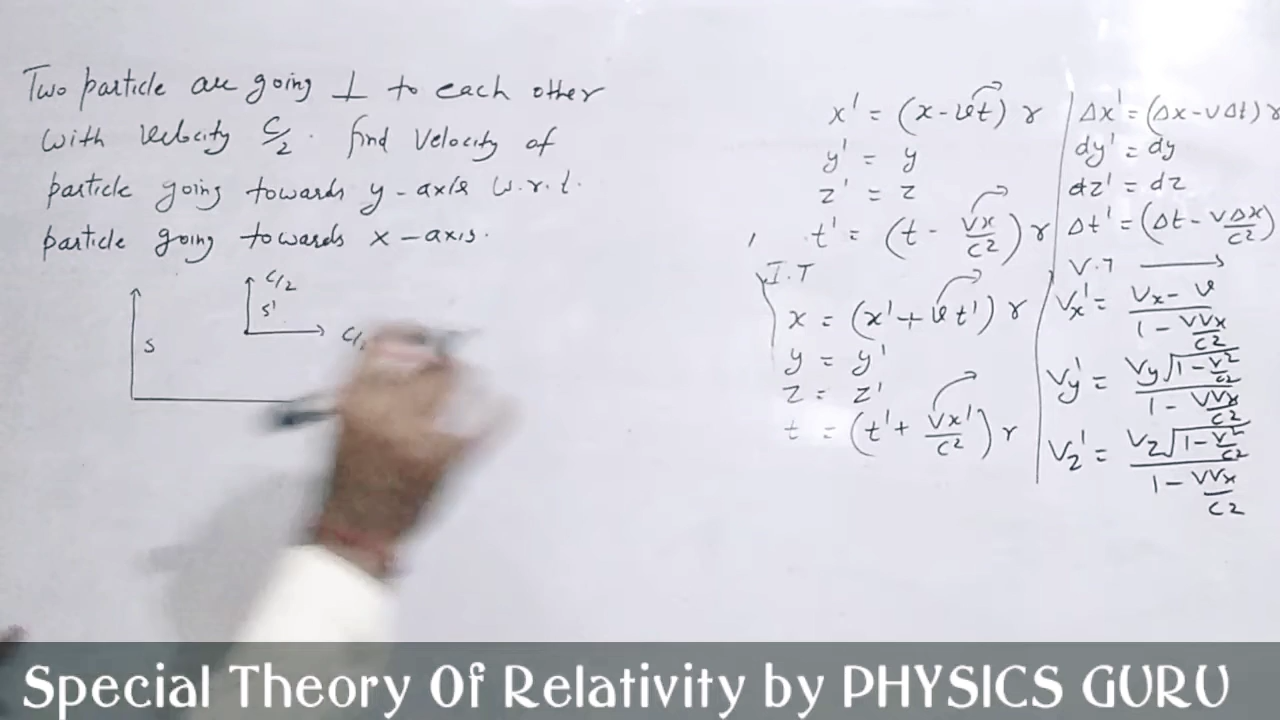 Two particle are going ⊥ to each other
with velocity c/2. find velocity of
particle going towards y-axis w.r.t.
particle going towards x-axis.
c/2
S'
S
x' = (x-vt) γ
y' = y
z' = z
t' = (t - vx/c2) γ
I.T
x = (x'+vt') γ
y = y'
z = z'
t = (t' + vx'/c2) γ
Δx' = (Δx-vΔt) γ
dy' = dy
dz' = dz
Δt' = (Δt - vΔx/c2)
V.T
Vx' = Vx - v / 1 - vVx/c2
Vy' = Vy√1-v2/c2 / 1 - vVx/c2
Vz' = Vz√1-v2/c2 / 1 - vVx/c2
Special Theory Of Relativity by PHYSICS GURU